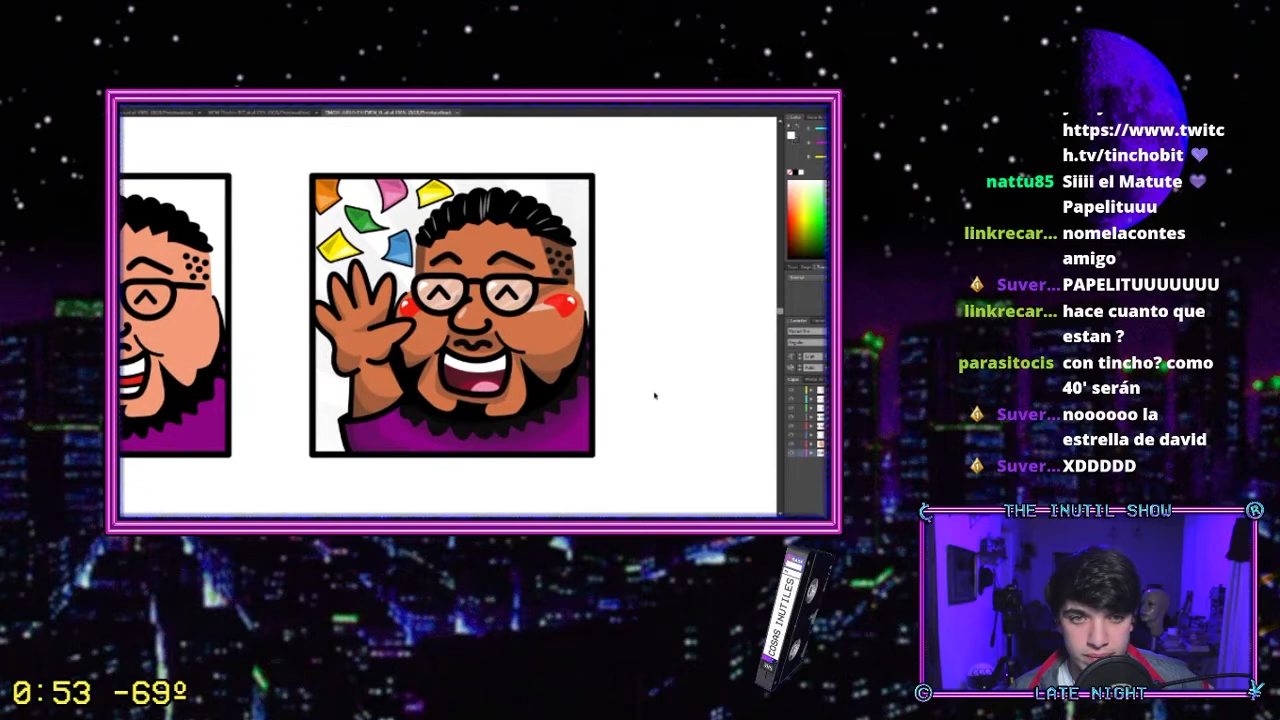 https://www.twitc
h.tv/tinchobit 💜
nattu85 Siiii el Matute 💜
Papelituuu
linkrecar... nomelacontes
amigo
Suver... PAPELITUUUUUUU
linkrecar... hace cuanto que
estan ?
parasitocis con tincho? como
40' serán
Suver... noooooo la
estrella de david
Suver... XDDDDD
THE INUTIL SHOW
COSAS INUTILES
LATE NIGHT
0:53 -69º